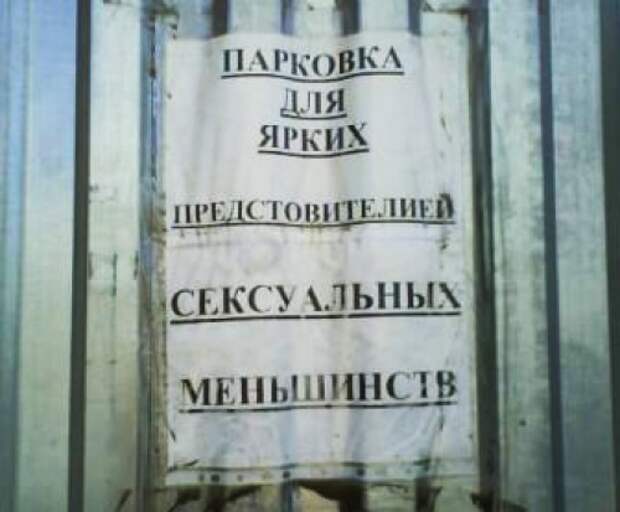 ПАРКОВКА
ДЛЯ
ЯРКИХ
ПРЕДСТОВИТЕЛИЕЙ
СЕКСУАЛЬНЫХ
МЕНЬШИНСТВ